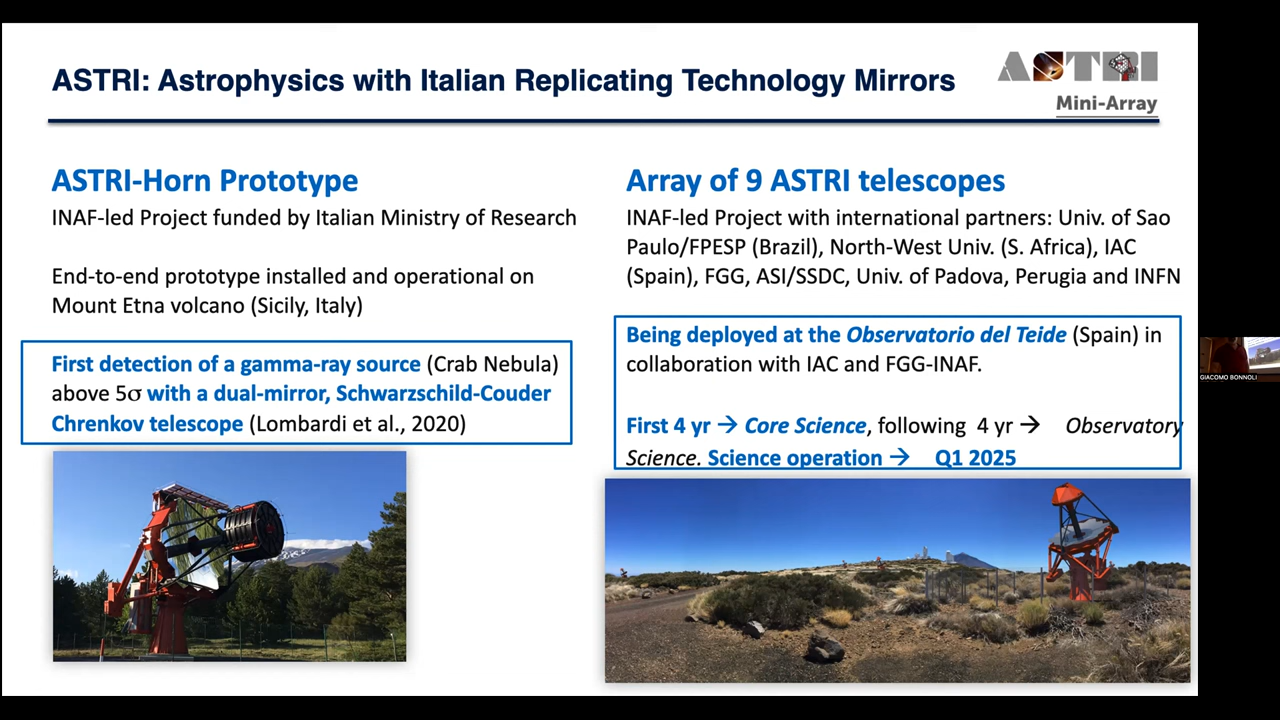 ASTRI: Astrophysics with Italian Replicating Technology Mirrors
ASTRI
Mini-Array
ASTRI-Horn Prototype
INAF-led Project funded by Italian Ministry of Research
End-to-end prototype installed and operational on
Mount Etna volcano (Sicily, Italy)
First detection of a gamma-ray source (Crab Nebula)
above 5σ with a dual-mirror, Schwarzschild-Couder
Chrenkov telescope (Lombardi et al., 2020)
Array of 9 ASTRI telescopes
INAF-led Project with international partners: Univ. of Sao
Paulo/FPESP (Brazil), North-West Univ. (S. Africa), IAC
(Spain), FGG, ASI/SSDC, Univ. of Padova, Perugia and INFN
Being deployed at the Observatorio del Teide (Spain) in
collaboration with IAC and FGG-INAF.
First 4 yr → Core Science, following 4 yr → Observatory
Science. Science operation → Q1 2025
GIACOMO BONNOLI